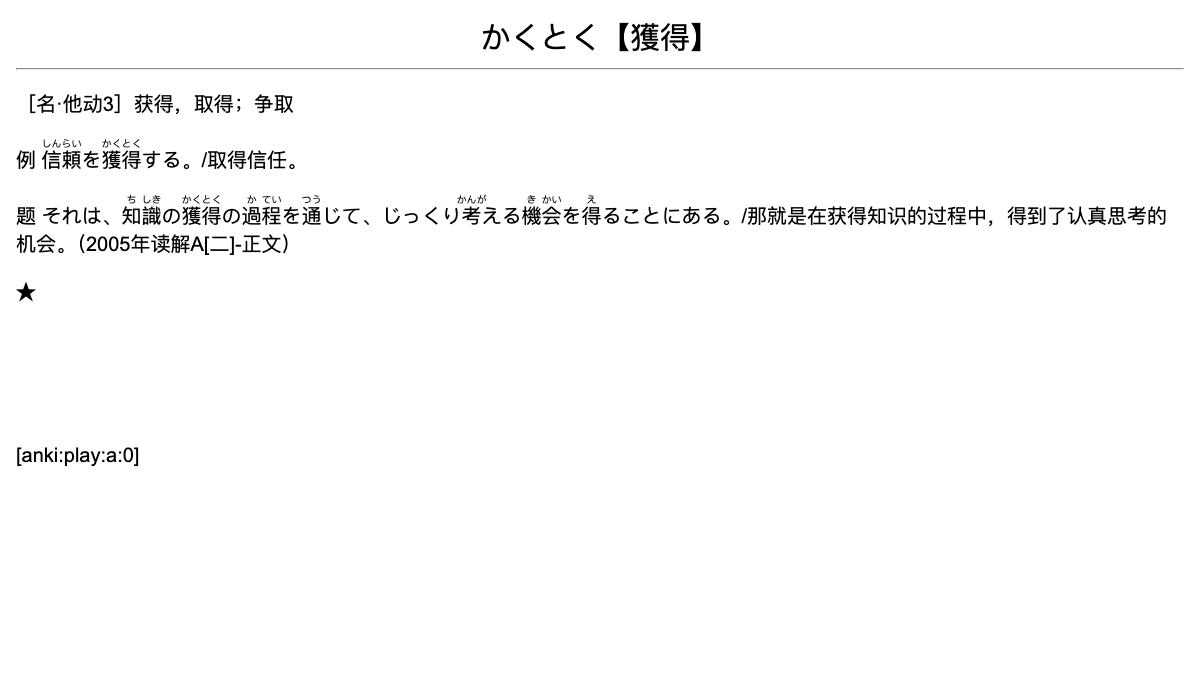 かくとく【獲得】
［名·他动3］获得，取得；争取
しんらい かくとく
例 信頼を獲得する。/取得信任。
ち しき かくとく か てい つう かんが き かい え
题 それは、知識の獲得の過程を通じて、じっくり考える機会を得ることにある。/那就是在获得知识的过程中，得到了认真思考的
机会。（2005年读解A[二]-正文）
★
[anki:play:a:0]